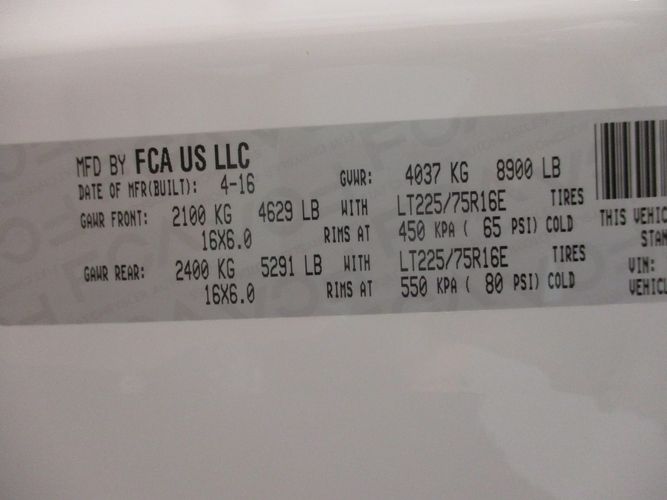 MFD BY FCA US LLC
DATE OF MFR(BUILT): 4-16 GVWR: 4037 KG 8900 LB
GAWR FRONT: 2100 KG 4629 LB WITH LT225/75R16E TIRES
16X6.0 RIMS AT 450 KPA ( 65 PSI) COLD
GAWR REAR: 2400 KG 5291 LB WITH LT225/75R16E TIRES
16X6.0 RIMS AT 550 KPA ( 80 PSI) COLD
THIS VEHIC
STAN
VIN:
VEHICL